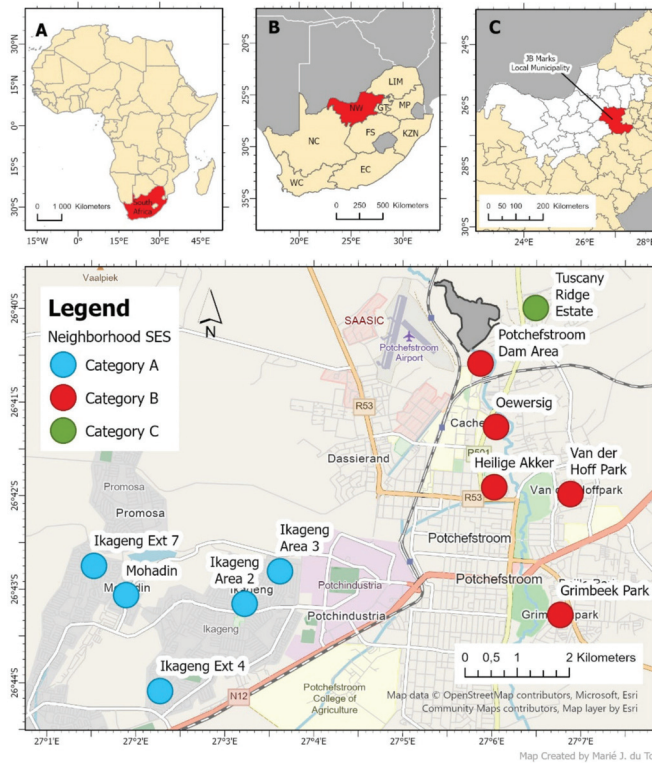 A
30°N
15°N
0°
15°S
30°S
South
Africa
0 1 000 Kilometers
15°W 0° 15°E 30°E 45°E
B
20°S
25°S
30°S
35°S
LIM
NW
GT
MP
NC
FS
KZN
EC
WC
0 250 500 Kilometers
20°E 25°E 30°E
C
24°S
26°S
28°S
30°S
JB Marks
Local Municipality
0 50 100 200 Kilometers
24°E 26°E 28°E
26°40'S
26°41'S
26°42'S
26°43'S
26°44'S
Vaalpiek
Legend
Neighborhood SES
Category A
Category B
Category C
N
SAASIC
Potchefstroom
Airport
Tuscany
Ridge
Estate
Potchefstroom
Dam Area
R53
Oewersig
Cache
Dassierand
R501
Heilige Akker
Van der
Hoff Park
R53
Promosa
Promosa
Ikageng Ext 7
Mohadin
Ikageng
Area 2
Ikageng
Area 3
Ikageng
Potchindustria
Potchindustria
Potchefstroom
Potchefstroom
Grimbeek Park
Ikageng Ext 4
N12
Potchefstroom
College of
Agriculture
0 0,5 1 2 Kilometers
Map data © OpenStreetMap contributors, Microsoft, Esri
Community Maps contributors, Map layer by Esri
27°1'E 27°2'E 27°3'E 27°4'E 27°5'E 27°6'E 27°7'E
Map Created by Marié J. du To